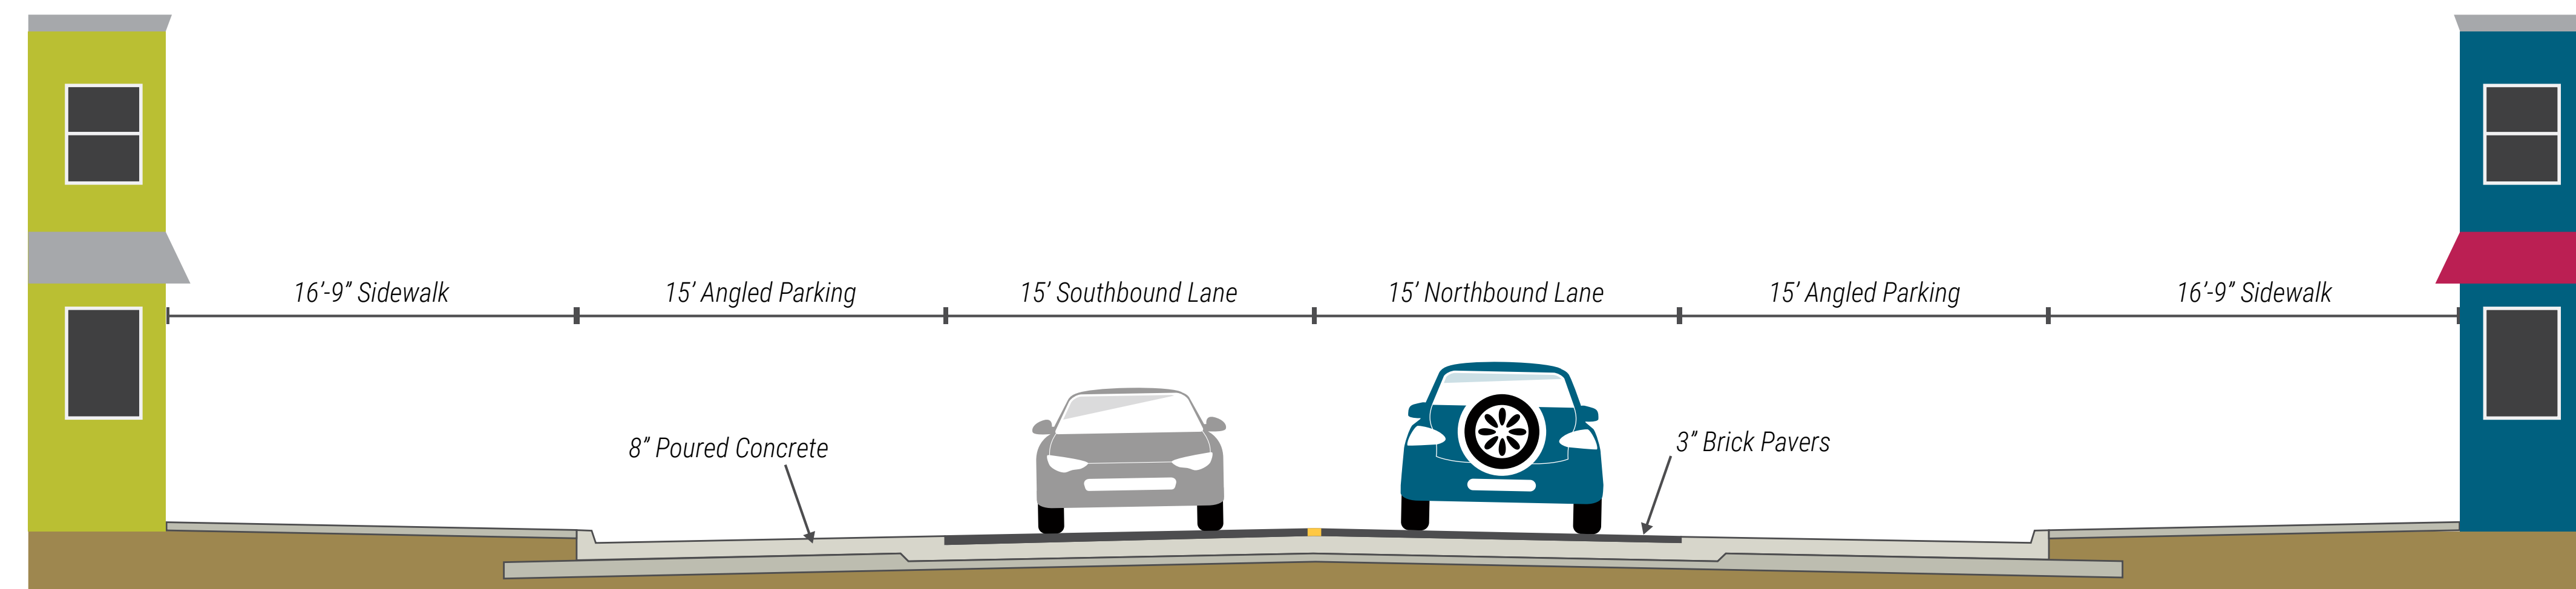 16’-9” Sidewalk
15’ Angled Parking
15’ Southbound Lane
15’ Northbound Lane
15’ Angled Parking
16’-9” Sidewalk
8” Poured Concrete
3” Brick Pavers